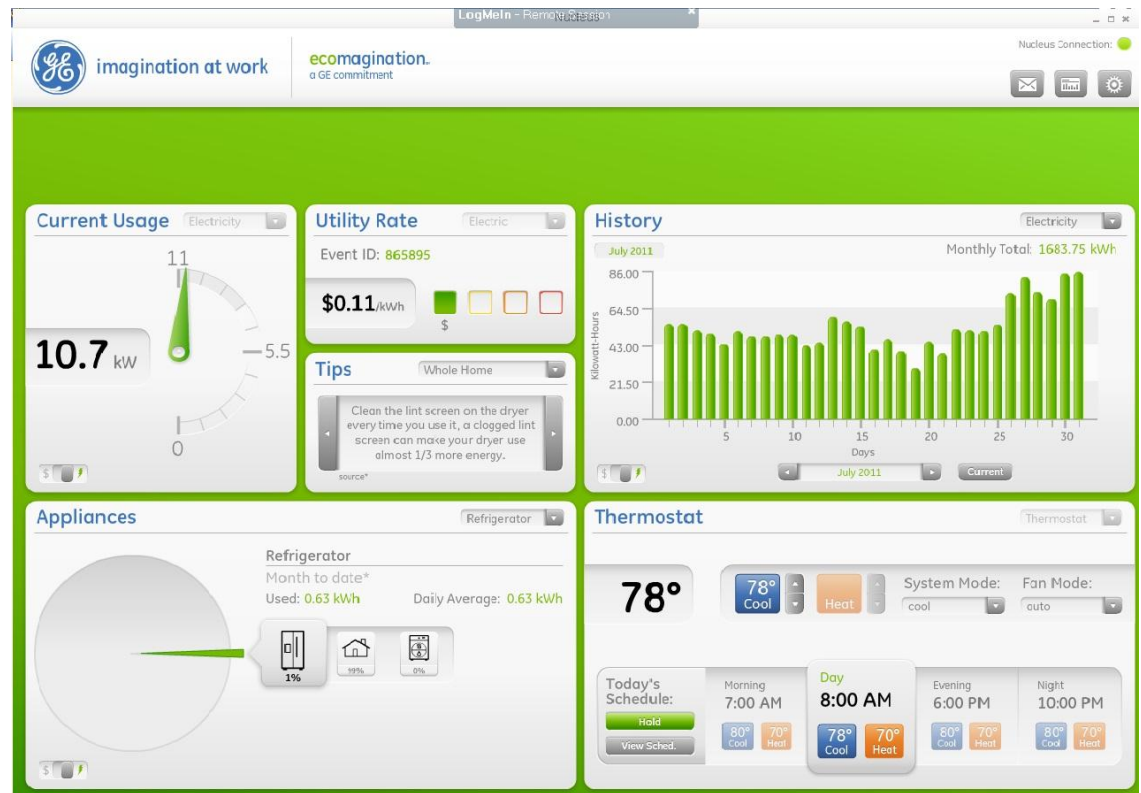 LogMeIn - Remote Session
Nucleus Connection:
GE
imagination at work
ecomagination.
a GE commitment
Current Usage
Electricity
11
10.7 kW
5.5
0
$
Utility Rate
Electric
Event ID: 865895
$0.11/kWh
$
Tips
Whole Home
Clean the lint screen on the dryer
every time you use it, a clogged lint
screen can make your dryer use
almost 1/3 more energy.
source*
History
Electricity
July 2011
Monthly Total: 1683.75 kWh
86.00
64.50
43.00
21.50
0.00
Kilowatt-Hours
5 10 15 20 25 30
Days
$
July 2011
Current
Appliances
Refrigerator
Refrigerator
Month to date*
Used: 0.63 kWh Daily Average: 0.63 kWh
1% 99% 0%
$
Thermostat
Thermostat
78°
78°
Cool
Heat
System Mode:
cool
Fan Mode:
auto
Today's
Schedule:
Hold
View Sched.
Morning
7:00 AM
80° Cool 70° Heat
Day
8:00 AM
78° Cool 70° Heat
Evening
6:00 PM
80° Cool 70° Heat
Night
10:00 PM
80° Cool 70° Heat